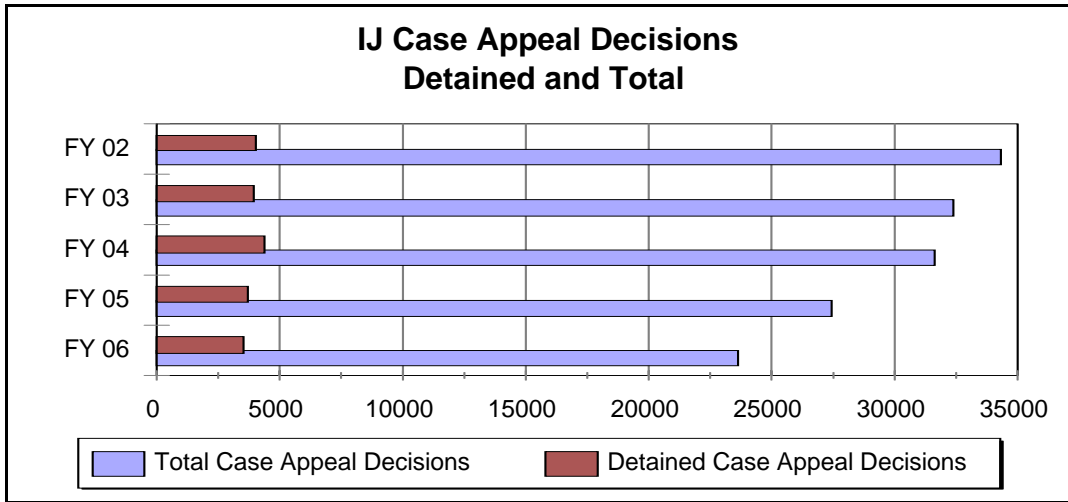 IJ Case Appeal Decisions
Detained and Total
FY 02
FY 03
FY 04
FY 05
FY 06
0 5000 10000 15000 20000 25000 30000 35000
Total Case Appeal Decisions Detained Case Appeal Decisions